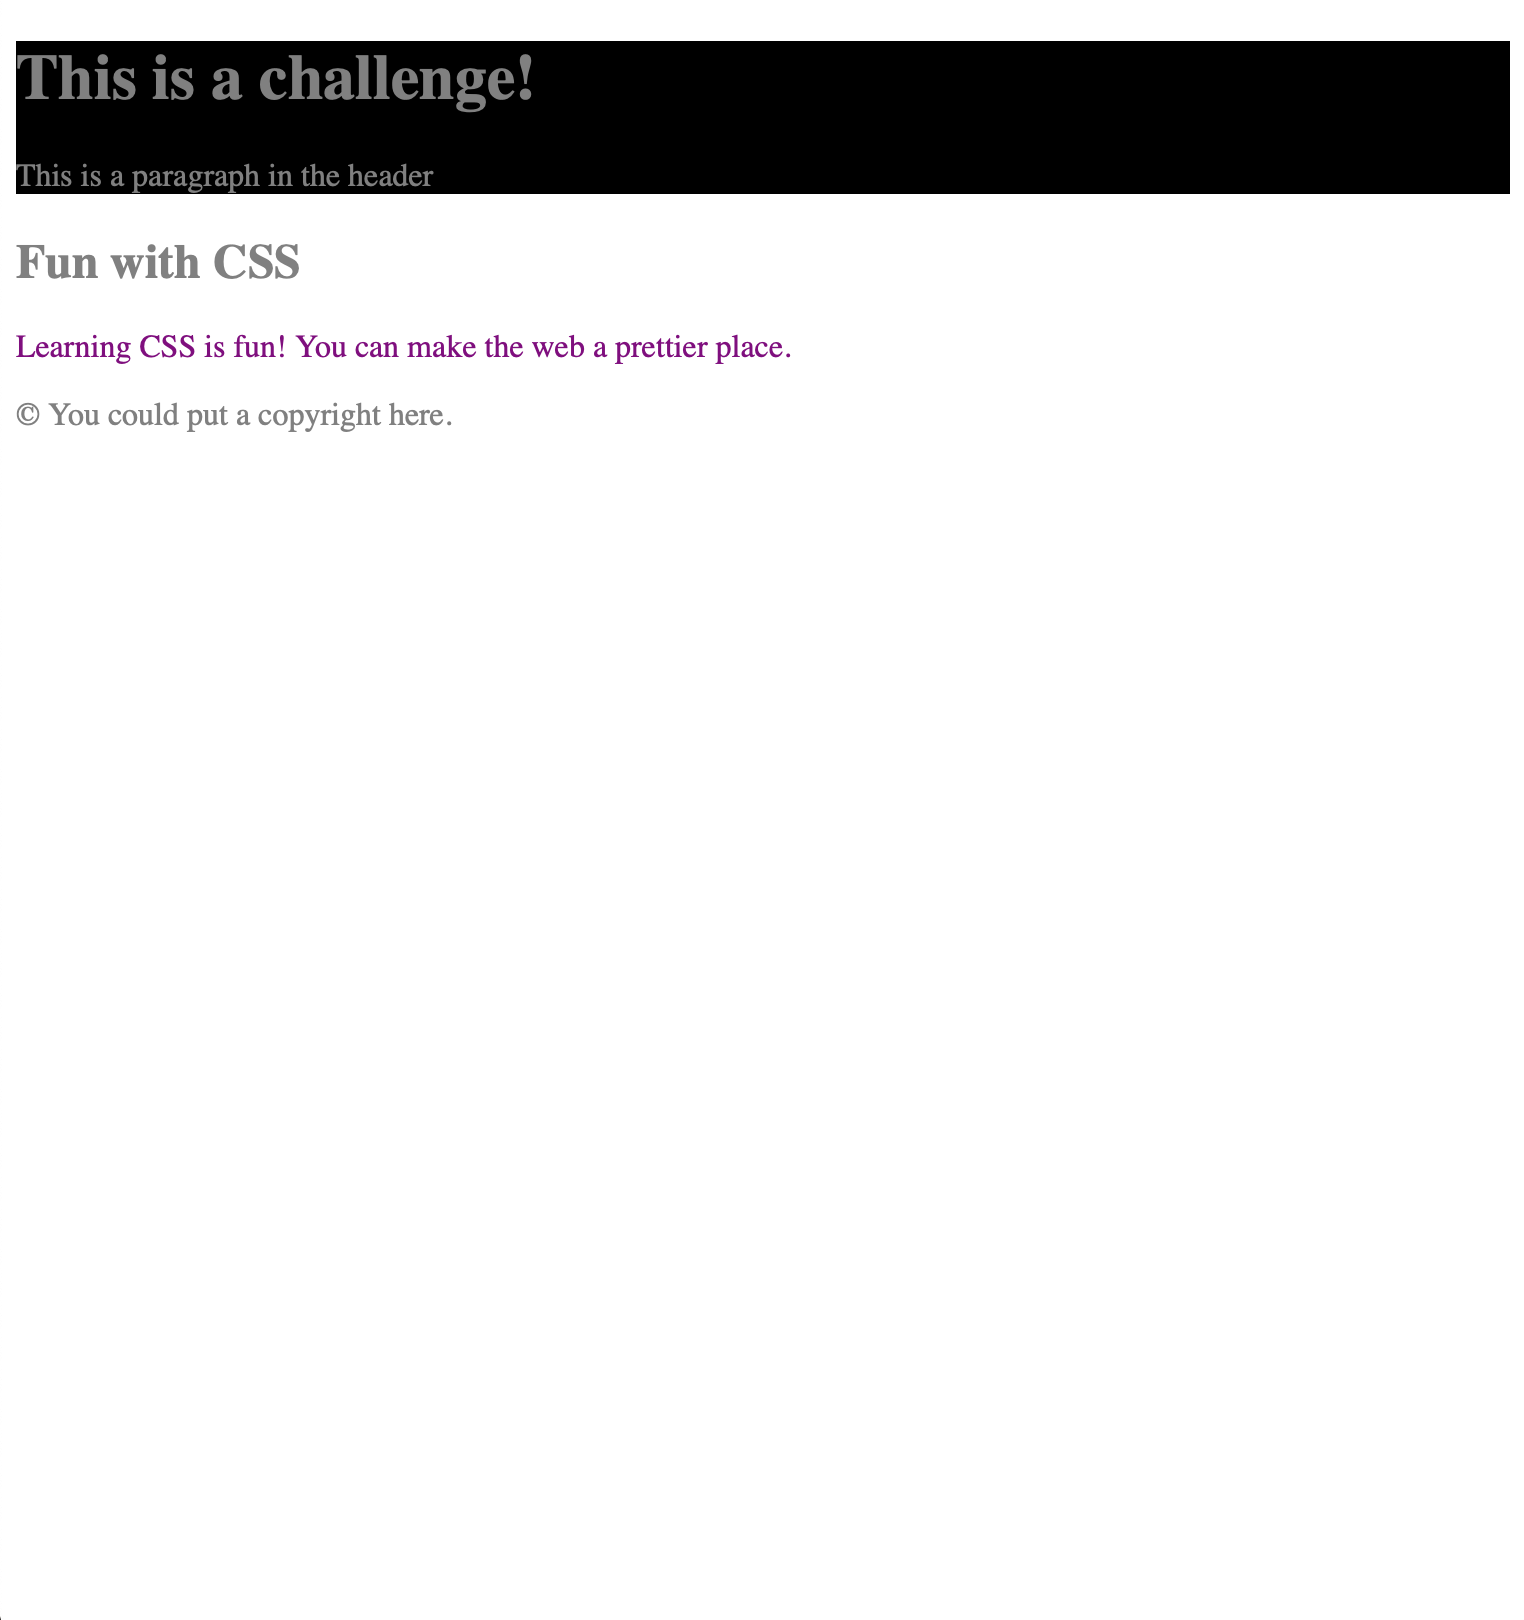 This is a challenge!
This is a paragraph in the header
Fun with CSS
Learning CSS is fun! You can make the web a prettier place.
© You could put a copyright here.